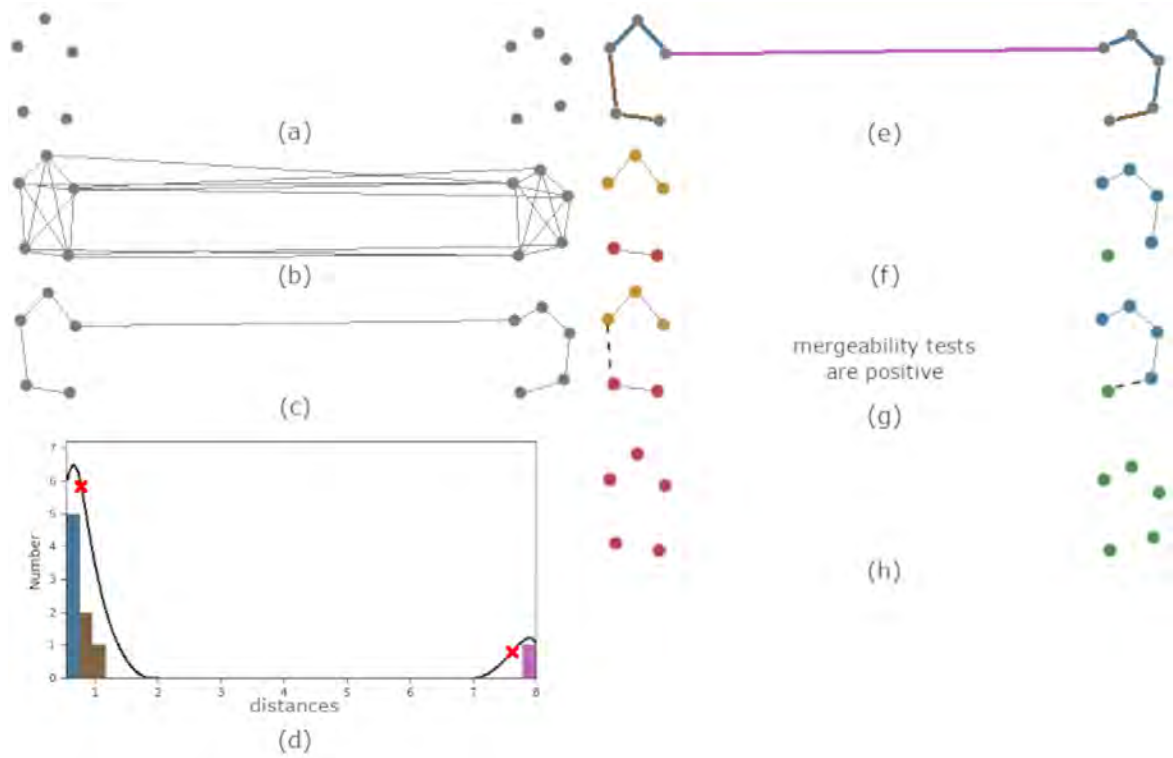 (a)
(b)
(c)
7
6
5
4
3
2
1
0
Number
1
2
3
4
5
6
7
8
distances
(d)
(e)
(f)
mergeability tests
are positive
(g)
(h)